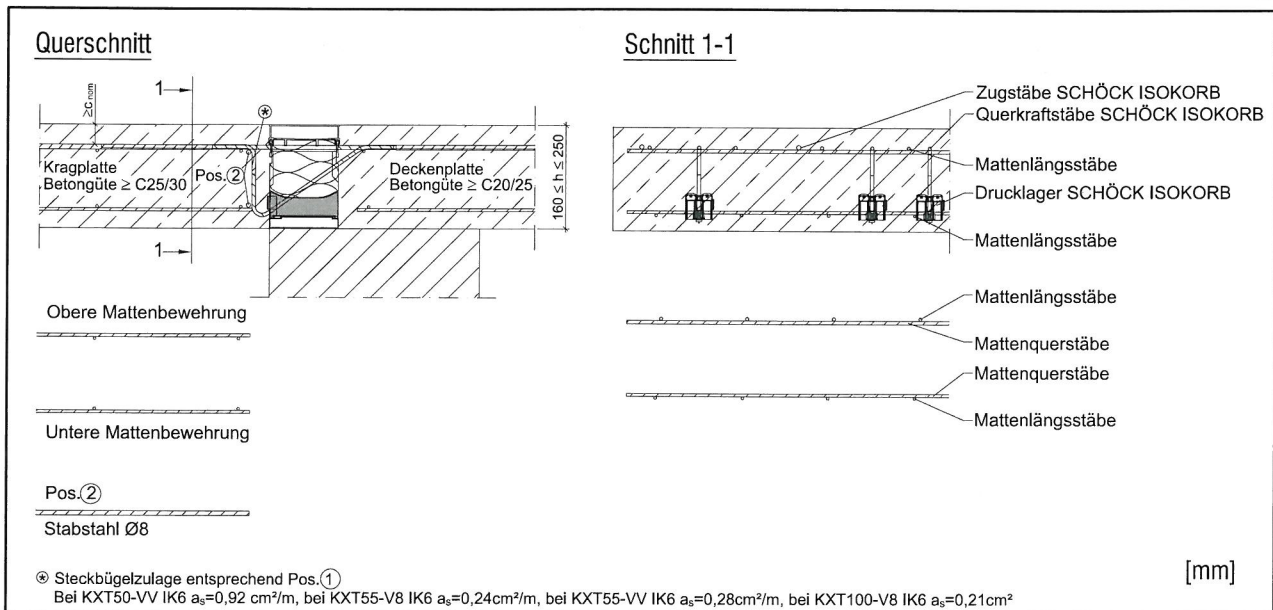 Querschnitt
1
≥c nom
Kragplatte
Betongüte ≥ C25/30
Pos.②
Deckenplatte
Betongüte ≥ C20/25
160 ≤ h ≤ 250
1
Obere Mattenbewehrung
Untere Mattenbewehrung
Pos.②
Stabstahl Ø8
Schnitt 1-1
Zugstäbe SCHÖCK ISOKORB
Querkraftstäbe SCHÖCK ISOKORB
Mattenlängsstäbe
Drucklager SCHÖCK ISOKORB
Mattenlängsstäbe
Mattenlängsstäbe
Mattenquerstäbe
Mattenquerstäbe
Mattenlängsstäbe
[mm]
⊛ Steckbügelzulage entsprechend Pos.①
Bei KXT50-VV IK6 aₛ=0,92 cm²/m, bei KXT55-V8 IK6 aₛ=0,24cm²/m, bei KXT55-VV IK6 aₛ=0,28cm²/m, bei KXT100-V8 IK6 aₛ=0,21cm²